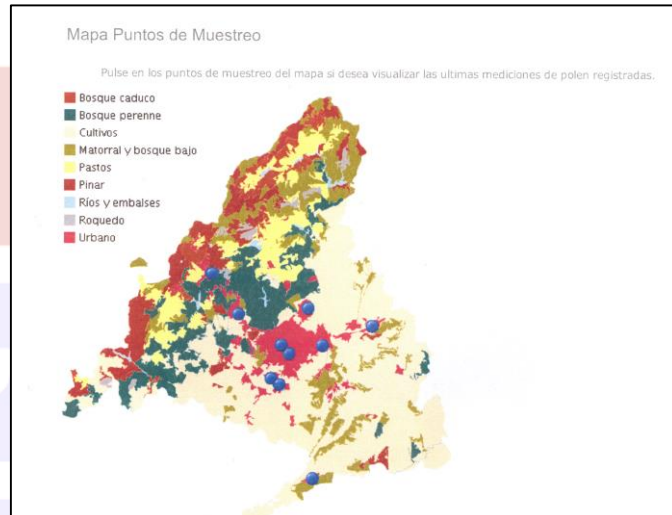 Mapa Puntos de Muestreo
Pulse en los puntos de muestreo del mapa si desea visualizar las ultimas mediciones de polen registradas.
Bosque caduco
Bosque perenne
Cultivos
Matorral y bosque bajo
Pastos
Pinar
Ríos y embalses
Roquedo
Urbano